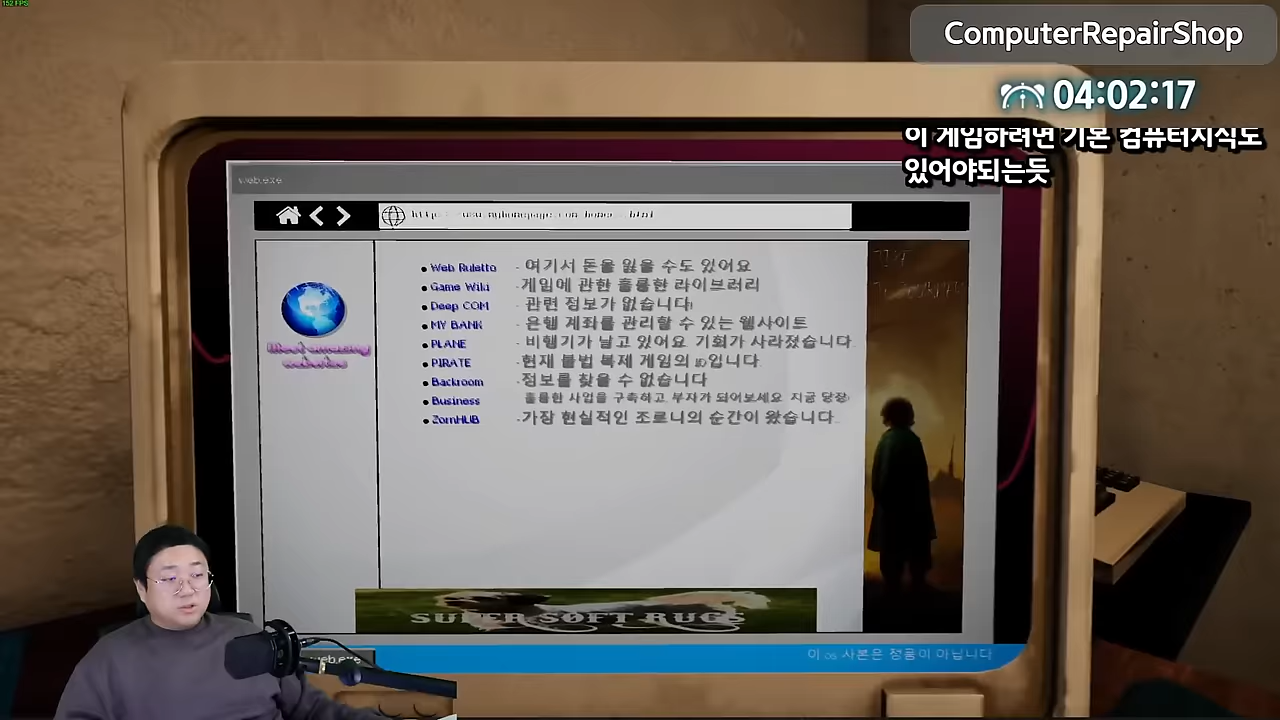 152 FPS
ComputerRepairShop
04:02:17
이 게임하려면 기본 컴퓨터지식도
있어야되는듯
web.exe
Web Ruletto - 여기서 돈을 잃을 수도 있어요
Game Wiki - 게임에 관한 훌륭한 라이브러리
Deep COM - 관련 정보가 없습니다!
MY BANK - 은행 계좌를 관리할 수 있는 웹사이트
PLANE - 비행기가 날고 있어요 기회가 사라졌습니다.
PIRATE - 현재 불법 복제 게임의 ID입니다.
Backroom - 정보를 찾을 수 없습니다
Business 훌륭한 사업을 구축하고 부자가 되어보세요 지금 당장!
ZornHUB - 가장 현실적인 조르니의 순간이 왔습니다.
Most amazing
websites
SUPER SOFT RUGS
web.exe
이 OS 사본은 정품이 아닙니다